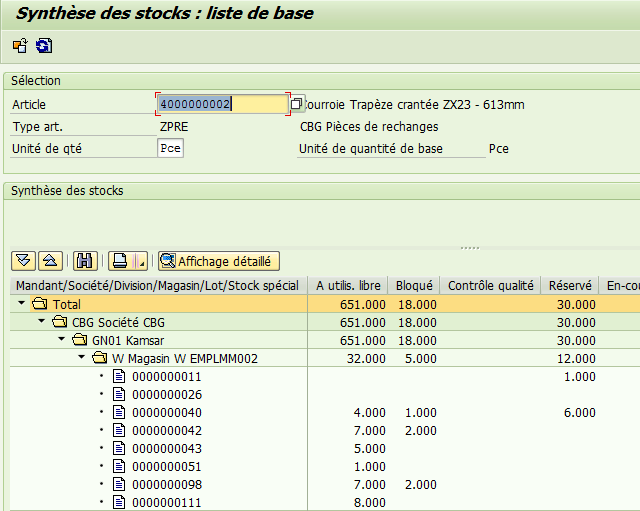 Synthèse des stocks : liste de base
Sélection
Article 4000000002 Courroie Trapèze crantée ZX23 - 613mm
Type art. ZPRE CBG Pièces de rechanges
Unité de qté Pce Unité de quantité de base Pce
Synthèse des stocks
Affichage détaillé
Mandant/Société/Division/Magasin/Lot/Stock spécial A utilis. libre Bloqué Contrôle qualité Réservé En-cou
Total 651.000 18.000 30.000
CBG Société CBG 651.000 18.000 30.000
GN01 Kamsar 651.000 18.000 30.000
W Magasin W EMPLMM002 32.000 5.000 12.000
0000000011 1.000
0000000026
0000000040 4.000 1.000 6.000
0000000042 7.000 2.000
0000000043 5.000
0000000051 1.000
0000000098 7.000 2.000
0000000111 8.000